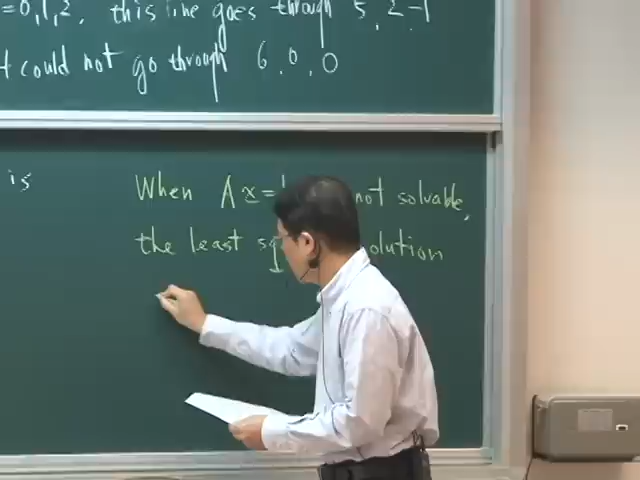 =0,1,2, this line goes through 5, 2 -1
t could not go through 6, 0, 0
is
When Ax= not solvable,
the least sq olution